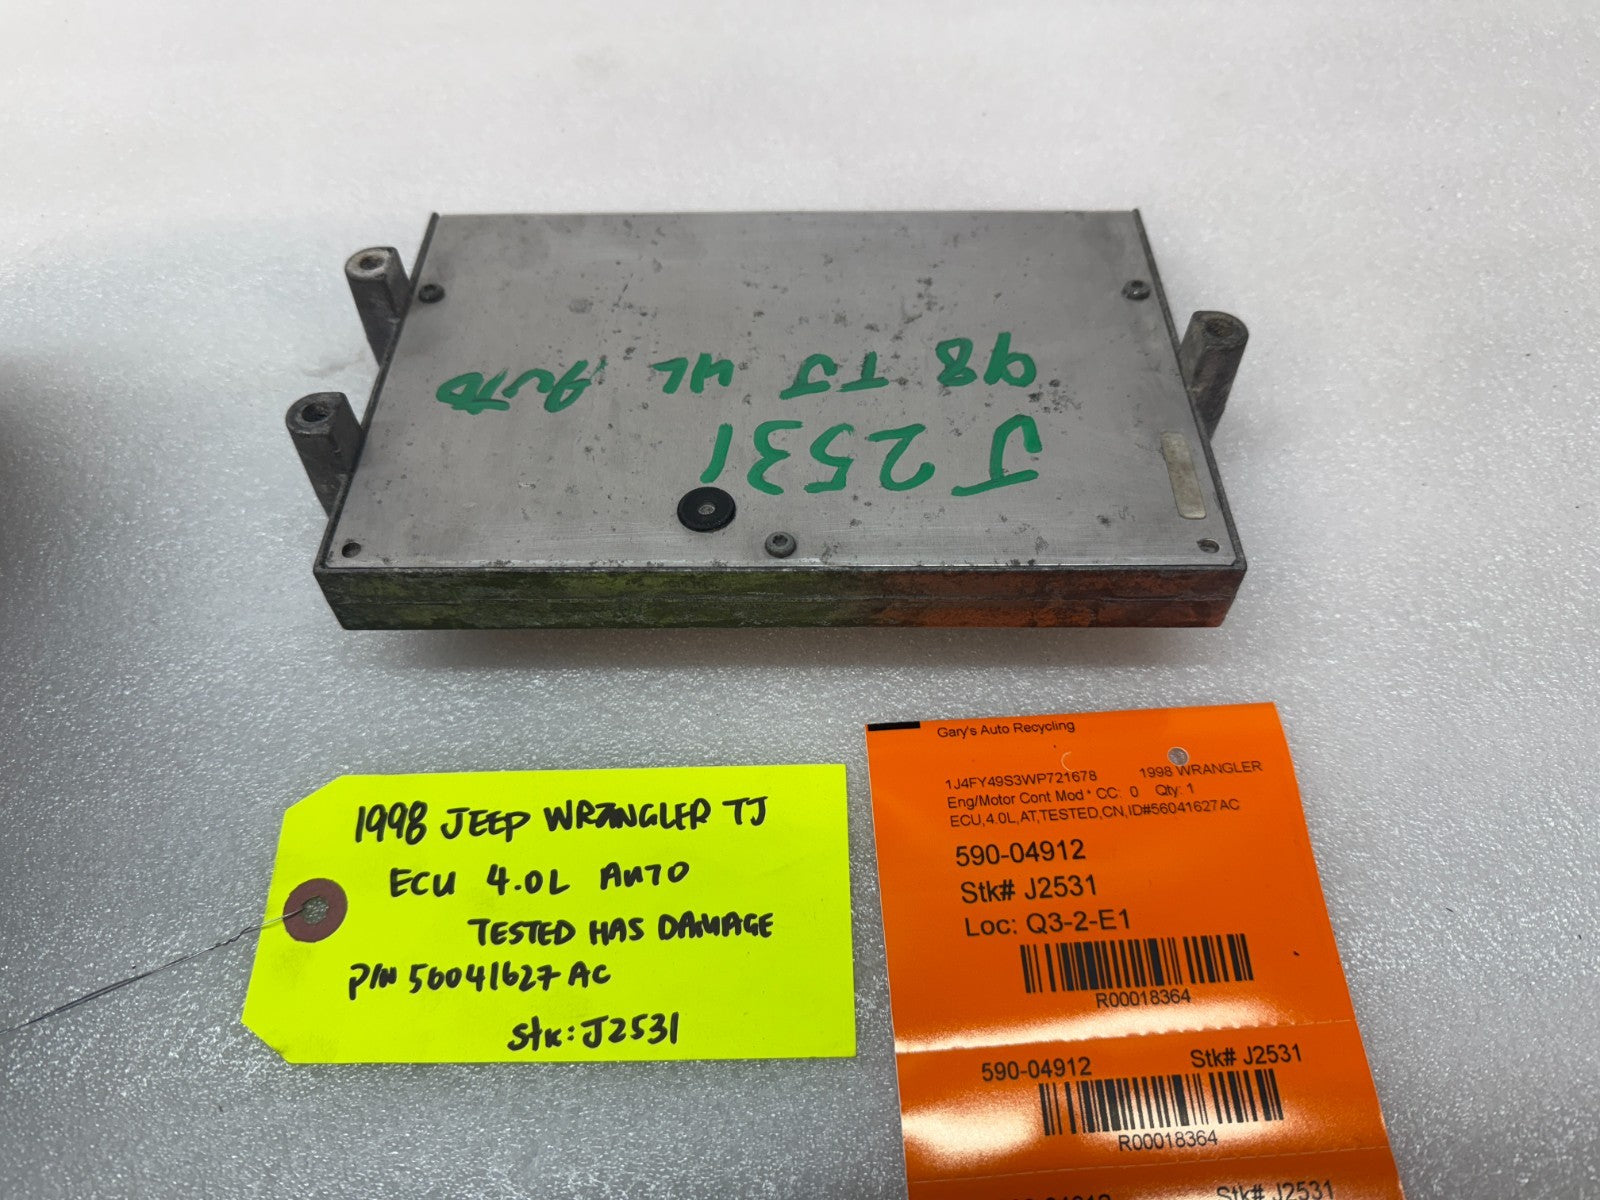 98 TJ 4L AUTO
J2531
1998 JEEP WRANGLER TJ
ECU 4.0L AUTO
TESTED HAS DAMAGE
P/N 56041627AC
Stk: J2531
Gary's Auto Recycling
1J4FY49S3WP721678 1998 WRANGLER
Eng/Motor Cont Mod * CC: 0 Qty: 1
ECU,4.0L,AT,TESTED,CN,ID#56041627AC
590-04912
Stk# J2531
Loc: Q3-2-E1
R00018364
590-04912 Stk# J2531
R00018364
Stk# J2531